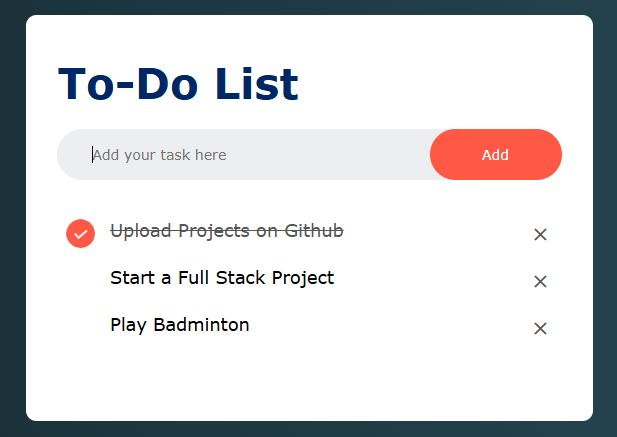 To-Do List
Add your task here
Add
Upload Projects on Github
Start a Full Stack Project
Play Badminton